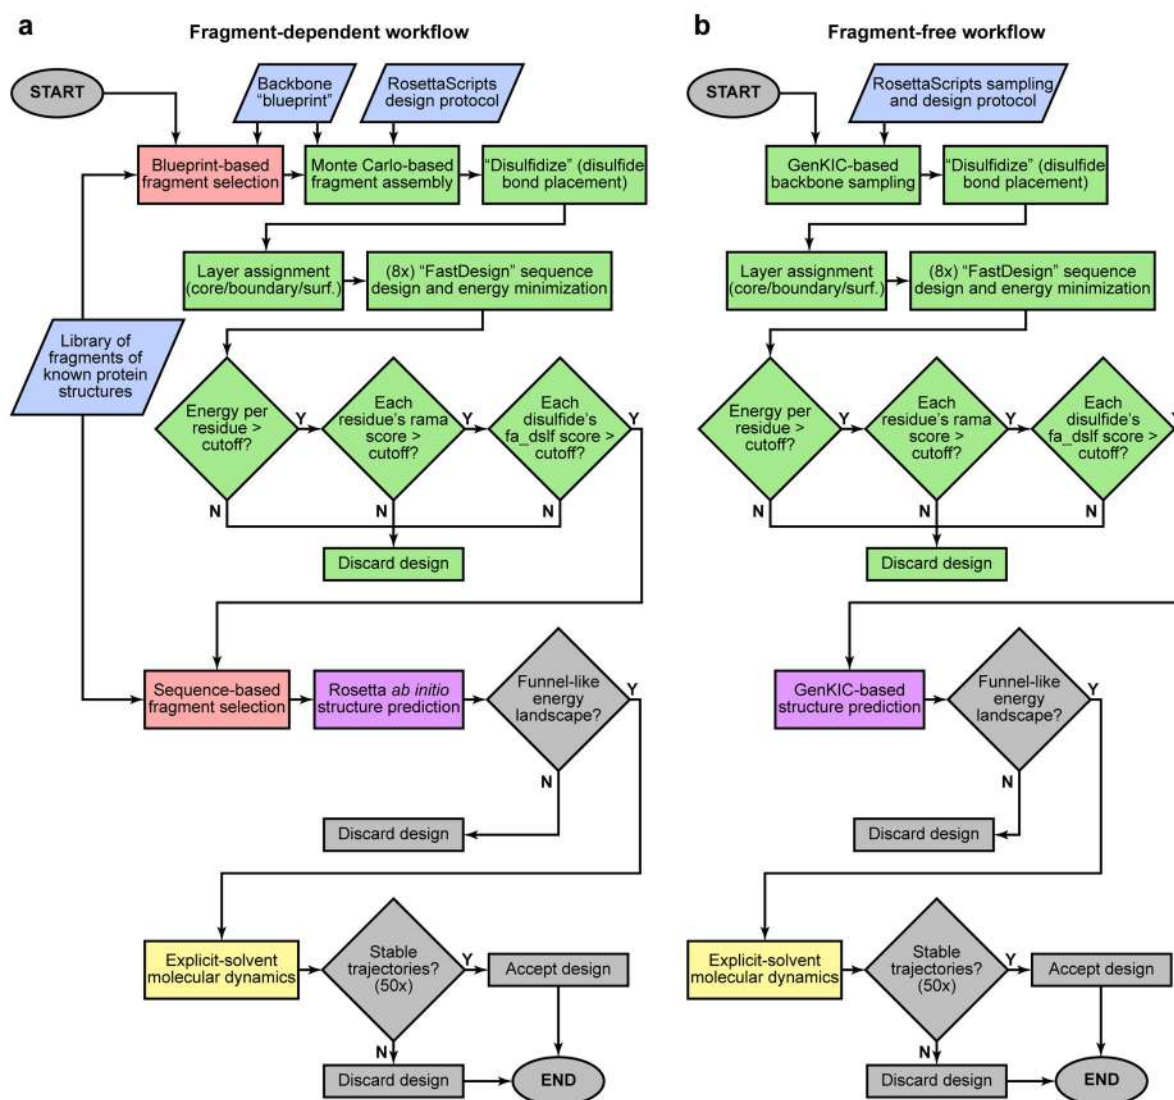 a
Fragment-dependent workflow
START
Backbone
“blueprint”
RosettaScripts
design protocol
Blueprint-based
fragment selection
Monte Carlo-based
fragment assembly
“Disulfidize” (disulfide
bond placement)
Layer assignment
(core/boundary/surf.)
(8x) “FastDesign” sequence
design and energy minimization
Library of
fragments of
known protein
structures
Energy per
residue >
cutoff?
Y
Each
residue’s rama
score >
cutoff?
Y
Each
disulfide’s
fa_dslf score >
cutoff?
Y
N
N
N
Discard design
Sequence-based
fragment selection
Rosetta ab initio
structure prediction
Funnel-like
energy
landscape?
Y
N
Discard design
Explicit-solvent
molecular dynamics
Stable
trajectories?
(50x)
Y
Accept design
N
Discard design
END
b
Fragment-free workflow
START
RosettaScripts sampling
and design protocol
GenKIC-based
backbone sampling
“Disulfidize” (disulfide
bond placement)
Layer assignment
(core/boundary/surf.)
(8x) “FastDesign” sequence
design and energy minimization
Energy per
residue >
cutoff?
Y
Each
residue’s rama
score >
cutoff?
Y
Each
disulfide’s
fa_dslf score >
cutoff?
Y
N
N
N
Discard design
GenKIC-based
structure prediction
Funnel-like
energy
landscape?
Y
N
Discard design
Explicit-solvent
molecular dynamics
Stable
trajectories?
(50x)
Y
Accept design
N
Discard design
END